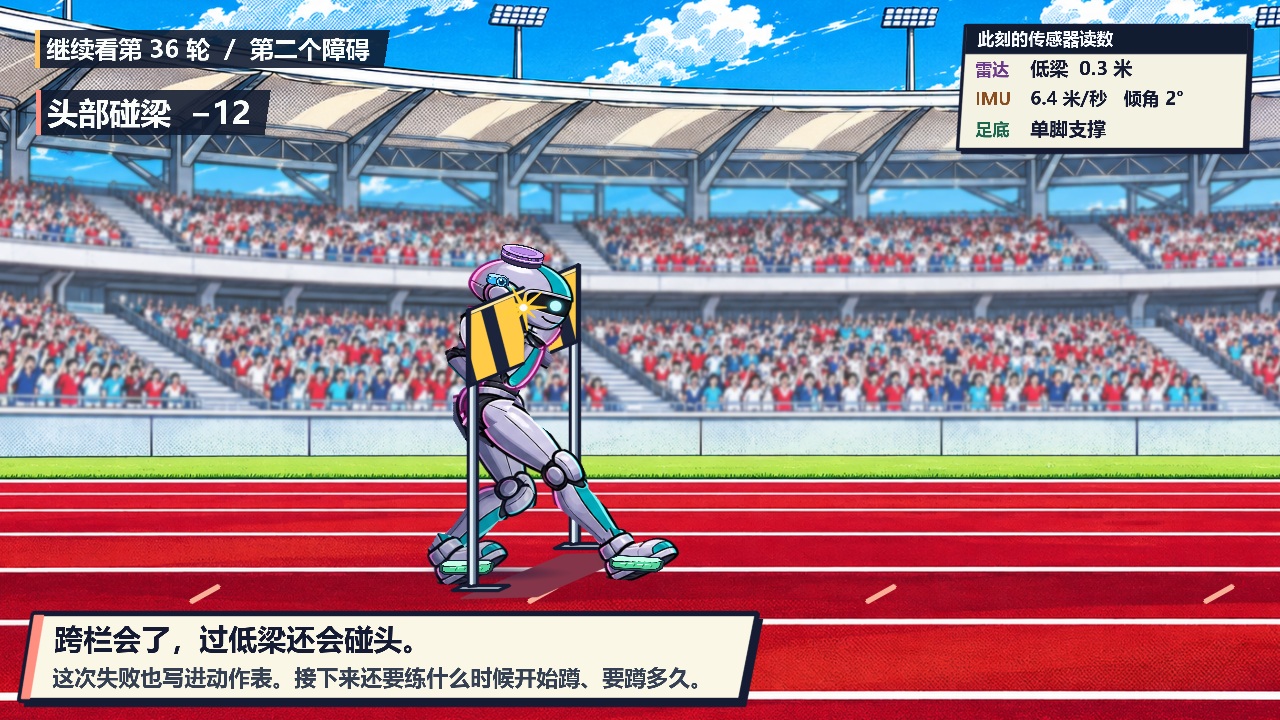 继续看第 36 轮 / 第二个障碍
头部碰梁 −12
此刻的传感器读数
雷达 低梁 0.3 米
IMU 6.4 米/秒 倾角 2°
足底 单脚支撑
跨栏会了，过低梁还会碰头。
这次失败也写进动作表。接下来还要练什么时候开始蹲、要蹲多久。